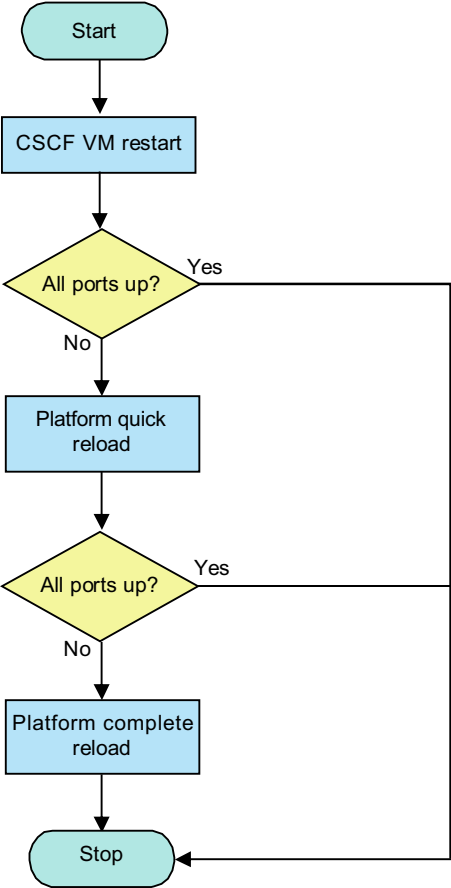 Start
CSCF VM restart
All ports up?
Yes
No
Platform quick
reload
All ports up?
Yes
No
Platform complete
reload
Stop